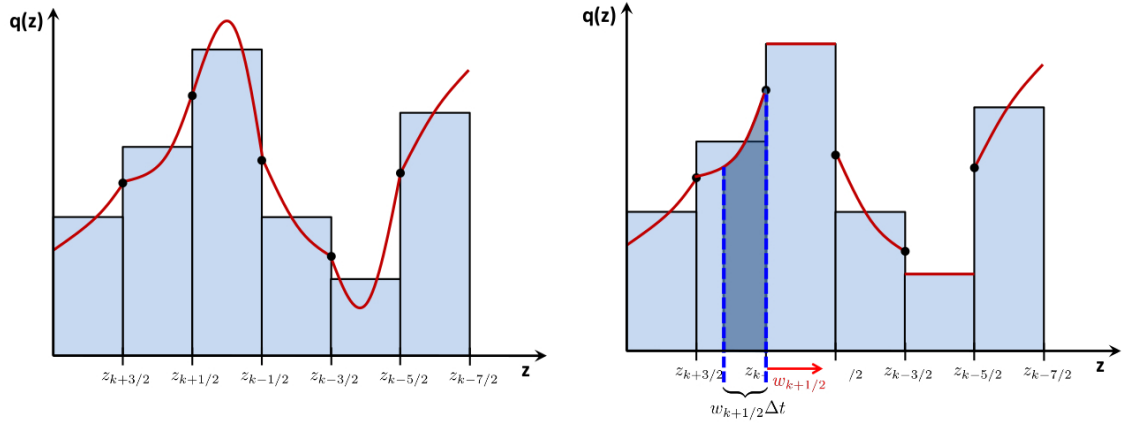 q(z)
z_{k+3/2} z_{k+1/2} z_{k-1/2} z_{k-3/2} z_{k-5/2} z_{k-7/2} z
q(z)
z_{k+3/2} z_{k- /2} z_{k-3/2} z_{k-5/2} z_{k-7/2} z
w_{k+1/2}
w_{k+1/2}Δt